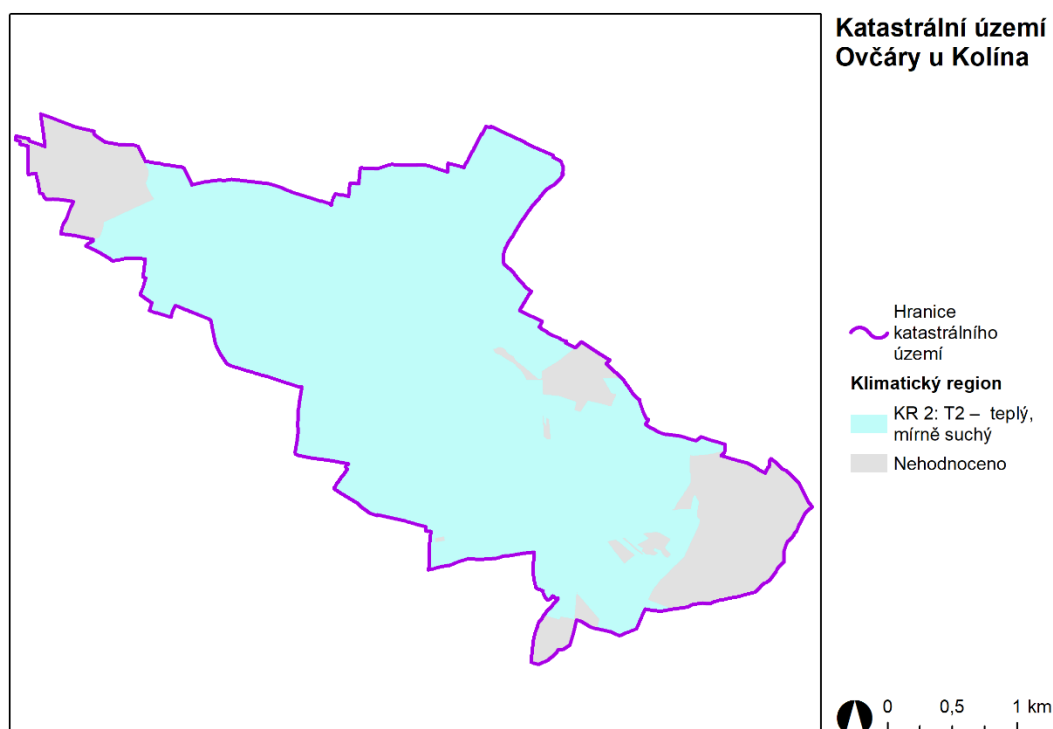 Katastrální území
Ovčáry u Kolína
Hranice
katastrálního
území
Klimatický region
KR 2: T2 – teplý,
mírně suchý
Nehodnoceno
0 0,5 1 km